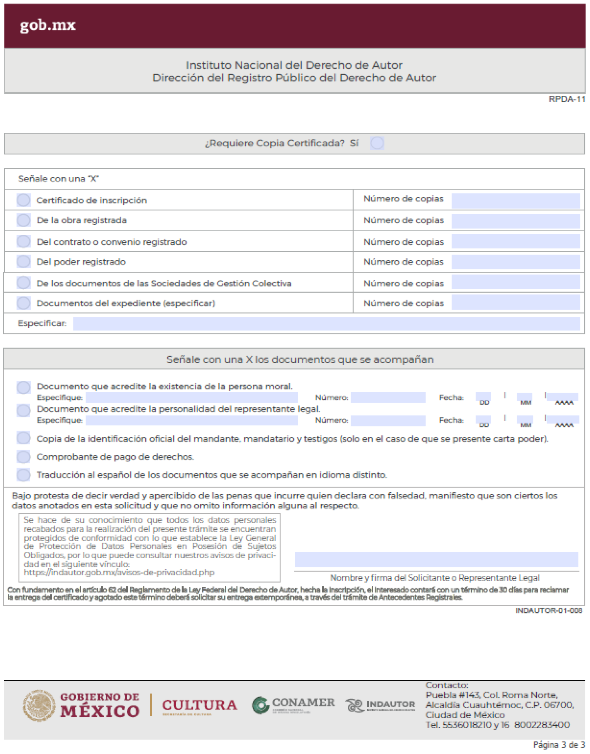 gob.mx
Instituto Nacional del Derecho de Autor
Dirección del Registro Público del Derecho de Autor
RPDA-11
¿Requiere Copia Certificada? Sí
Señale con una "X"
Certificado de inscripción Número de copias
De la obra registrada Número de copias
Del contrato o convenio registrado Número de copias
Del poder registrado Número de copias
De los documentos de las Sociedades de Gestión Colectiva Número de copias
Documentos del expediente (especificar) Número de copias
Especificar:
Señale con una X los documentos que se acompañan
Documento que acredite la existencia de la persona moral.
Especifique: Número: Fecha: DD | MM | AAAA
Documento que acredite la personalidad del representante legal.
Especifique: Número: Fecha: DD | MM | AAAA
Copia de la identificación oficial del mandante, mandatario y testigos (solo en el caso de que se presente carta poder).
Comprobante de pago de derechos.
Traducción al español de los documentos que se acompañan en idioma distinto.
Bajo protesta de decir verdad y apercibido de las penas que incurre quien declara con falsedad, manifiesto que son ciertos los
datos anotados en esta solicitud y que no omito información alguna al respecto.
Se hace de su conocimiento que todos los datos personales
recabados para la realización del presente trámite se encuentran
protegidos de conformidad con lo que establece la Ley General
de Protección de Datos Personales en Posesión de Sujetos
Obligados, por lo que puede consultar nuestros avisos de privaci-
dad en el siguiente vínculo:
https://indautor.gob.mx/avisos-de-privacidad.php
Nombre y firma del Solicitante o Representante Legal
Con fundamento en el artículo 62 del Reglamento de la Ley Federal del Derecho de Autor, hecha la inscripción, el interesado contará con un término de 30 días para reclamar
la entrega del certificado y agotado este término deberá solicitar su entrega extemporánea, a través del trámite de Antecedentes Registrales.
INDAUTOR-01-008
GOBIERNO DE
MÉXICO
CULTURA
SECRETARÍA DE CULTURA
CONAMER
INDAUTOR
Contacto:
Puebla #143, Col. Roma Norte,
Alcaldía Cuauhtémoc, C.P. 06700,
Ciudad de México
Tel. 5536018210 y 16 8002283400
Página 3 de 3